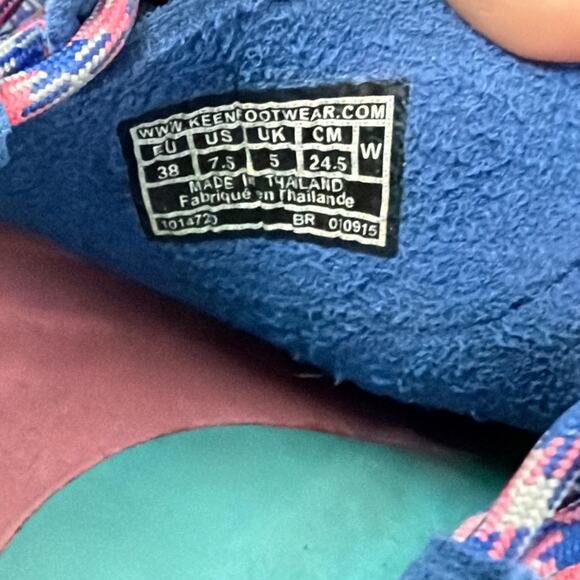 WWW.KEENFOOTWEAR.COM
EU US UK CM W
38 7.5 5 24.5
MADE IN THAILAND
Fabriqué en Thaïlande
BR 010915